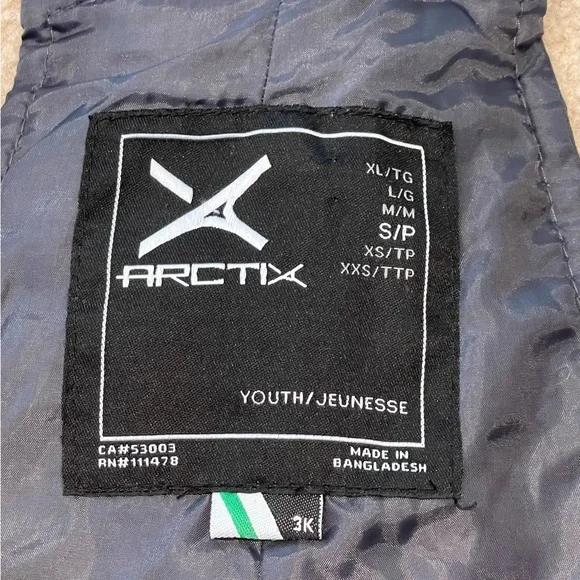 XL/TG
L/G
M/M
S/P
XS/TP
XXS/TTP
ARCTIX
YOUTH/JEUNESSE
CA#53003
RN#111478
MADE IN
BANGLADESH
3K